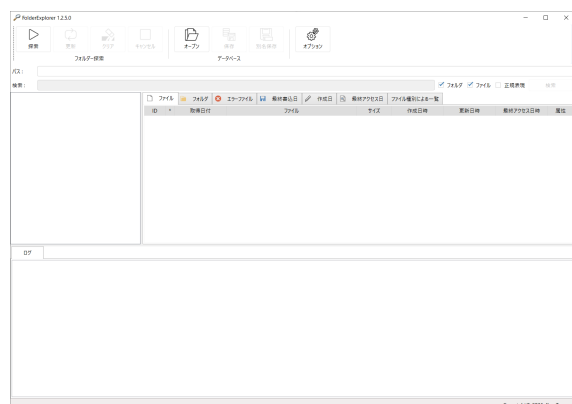 FolderExplorer 1.2.5.0
探索 更新 クリア キャンセル オープン 保存 別名保存 オプション
フォルダー探索 データベース
パス :
検索 : フォルダ ファイル 正規表現 検索
ファイル フォルダ エラーファイル 最終書込日 作成日 最終アクセス日 ファイル種別による一覧
ID * 取得日付 ファイル サイズ 作成日時 更新日時 最終アクセス日時 属性
ログ